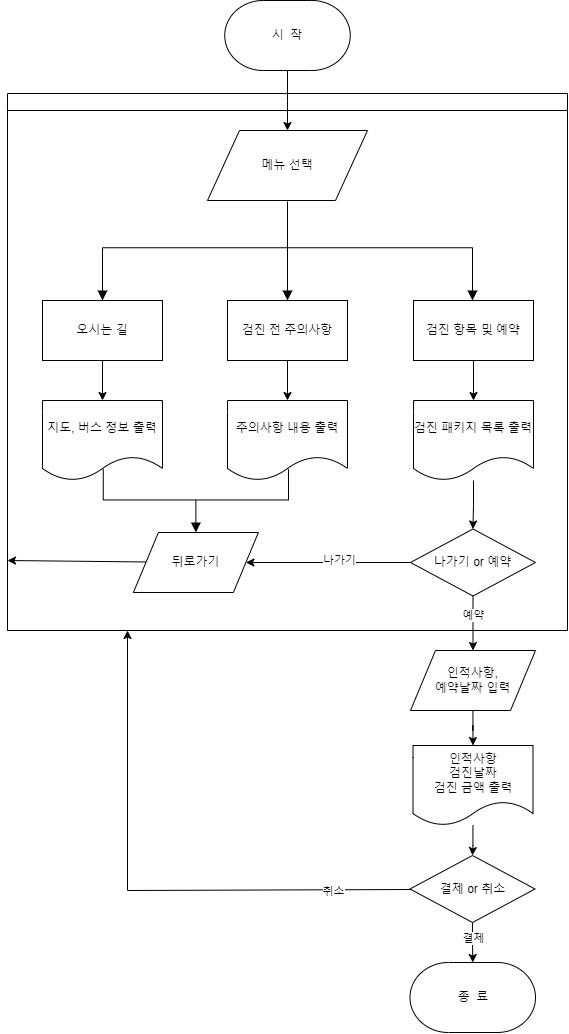 시 작
메뉴 선택
오시는 길
검진 전 주의사항
검진 항목 및 예약
지도, 버스 정보 출력
주의사항 내용 출력
검진 패키지 목록 출력
뒤로가기
나가기
나가기 or 예약
예약
인적사항,
예약날짜 입력
인적사항
검진날짜
검진 금액 출력
취소
결제 or 취소
결제
종 료